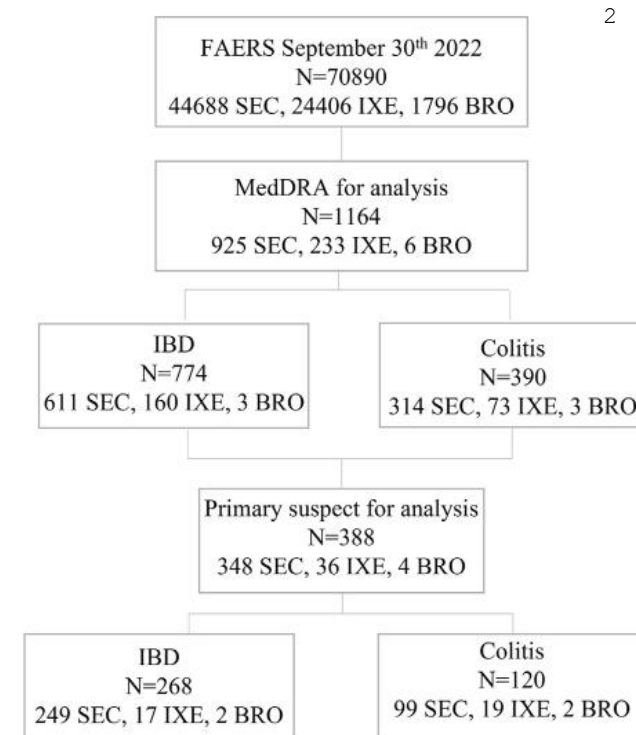 2
FAERS September 30th 2022
N=70890
44688 SEC, 24406 IXE, 1796 BRO
MedDRA for analysis
N=1164
925 SEC, 233 IXE, 6 BRO
IBD
N=774
611 SEC, 160 IXE, 3 BRO
Colitis
N=390
314 SEC, 73 IXE, 3 BRO
Primary suspect for analysis
N=388
348 SEC, 36 IXE, 4 BRO
IBD
N=268
249 SEC, 17 IXE, 2 BRO
Colitis
N=120
99 SEC, 19 IXE, 2 BRO